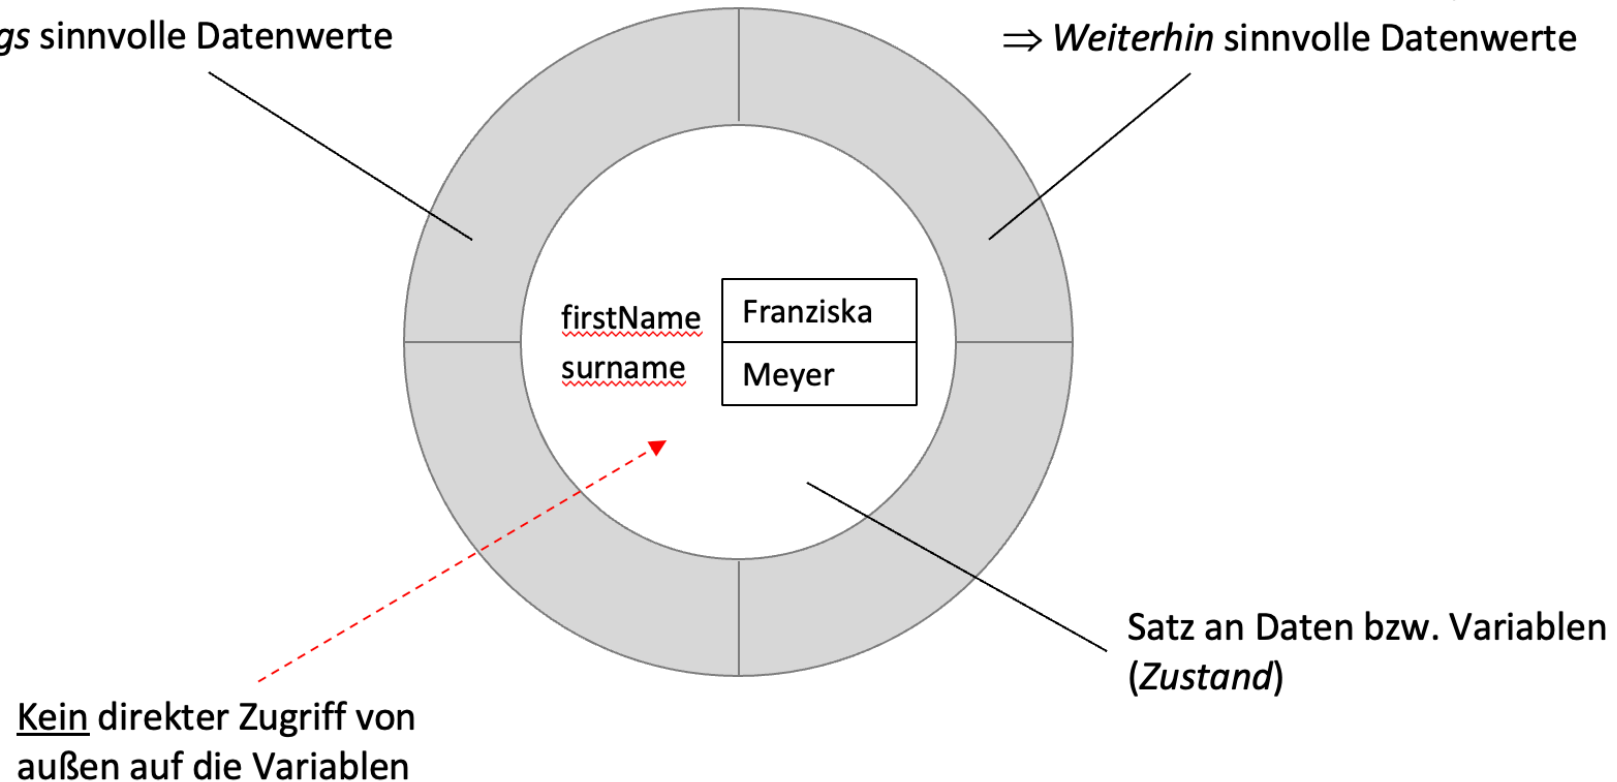 gs sinnvolle Datenwerte
⇒ Weiterhin sinnvolle Datenwerte
firstName
Franziska
surname
Meyer
Satz an Daten bzw. Variablen
(Zustand)
Kein direkter Zugriff von
außen auf die Variablen